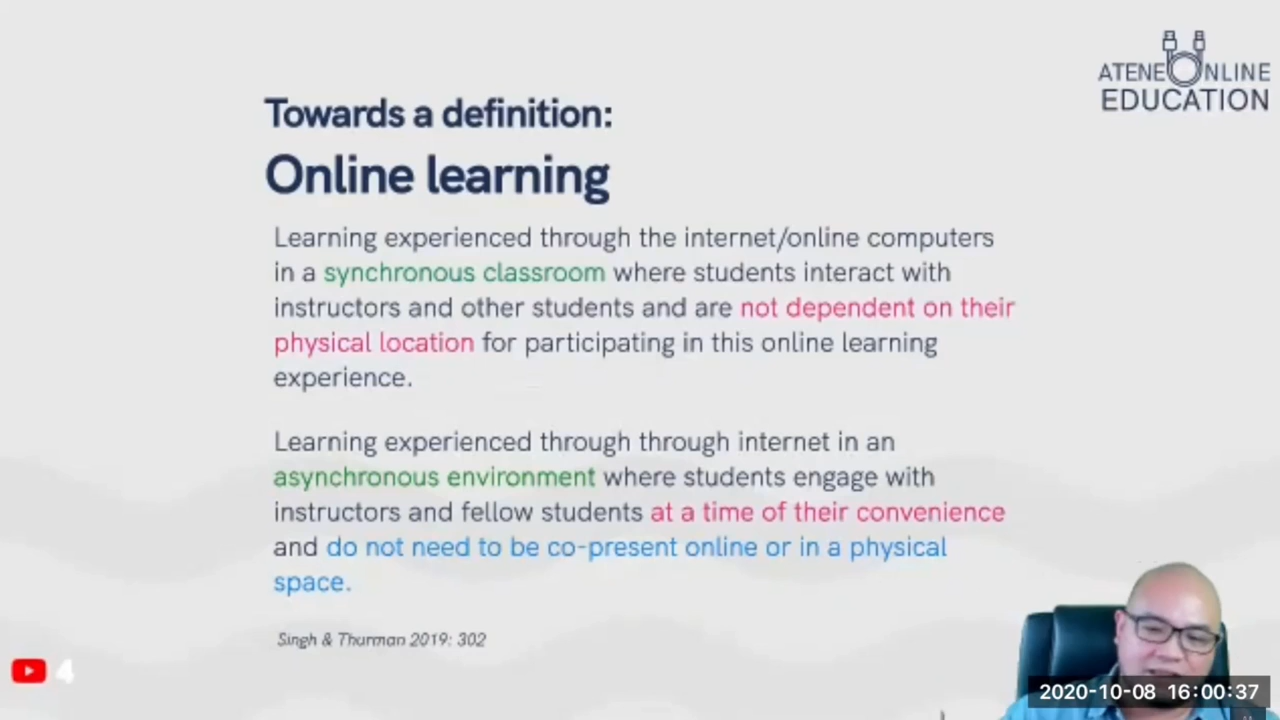 ATENEO NLINE
EDUCATION
Towards a definition:
Online learning
Learning experienced through the internet/online computers
in a synchronous classroom where students interact with
instructors and other students and are not dependent on their
physical location for participating in this online learning
experience.
Learning experienced through through internet in an
asynchronous environment where students engage with
instructors and fellow students at a time of their convenience
and do not need to be co-present online or in a physical
space.
Singh & Thurman 2019: 302
4
2020-10-08 16:00:37